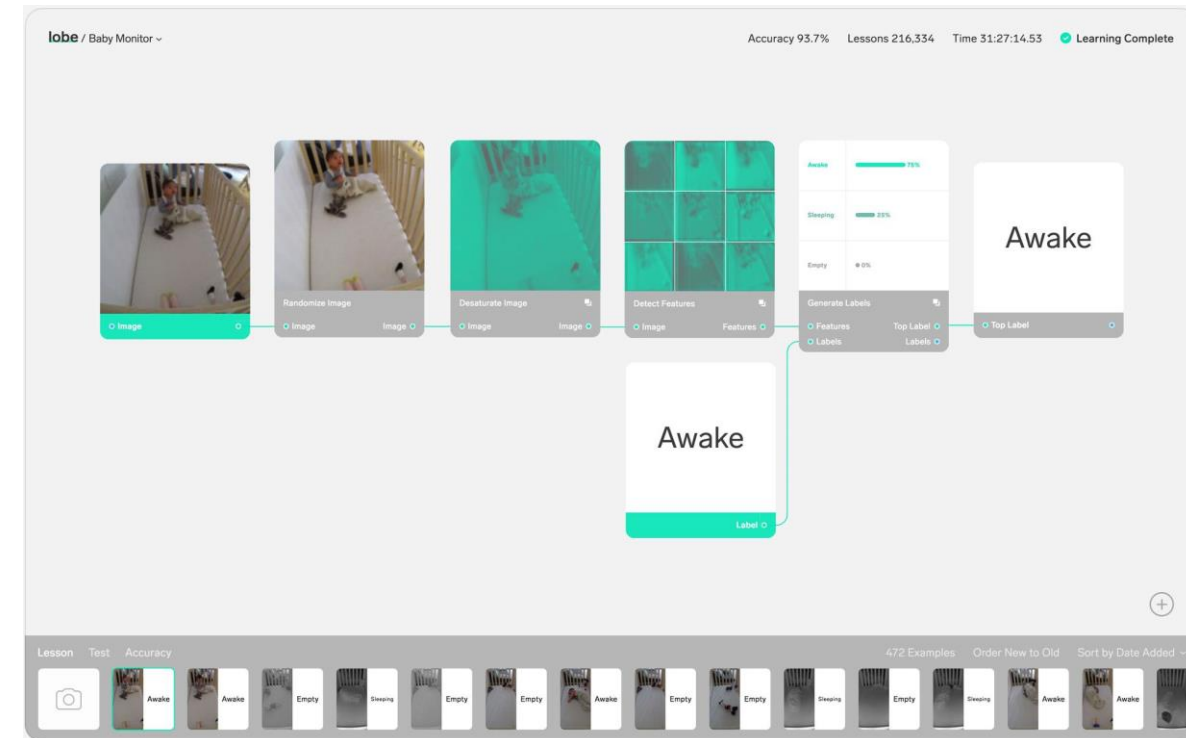 lobe / Baby Monitor
Accuracy 93.7% Lessons 216,334 Time 31:27:14.53 Learning Complete
Image
Randomize Image
Image Image
Desaturate Image
Image Image
Detect Features
Image Features
Awake 75%
Sleeping 25%
Empty 0%
Generate Labels
Features Top Label
Labels Labels
Awake
Top Label
Awake
Label
Lesson Test Accuracy 472 Examples Order New to Old Sort by Date Added
Awake Awake Empty Sleeping Empty Empty Awake Empty Empty Sleeping Empty Sleeping Awake Awake